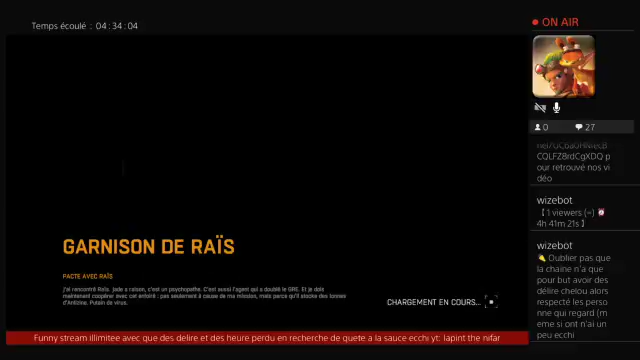 Temps écoulé : 04:34:04
ON AIR
0 27
CQLFZ8rdCgXDQ p
our retrouvé nos vi
déo
wizebot
【 1 viewers (=) ⏰
4h 41m 21s 】
wizebot
Oublier pas que
la chaine n'a que
pour but avoir des
délire chelou alors
respecté les perso
nne qui regard (m
eme si ont n'ai un
peu ecchi
GARNISON DE RAÏS
PACTE AVEC RAÏS
J'ai rencontré Raïs. Jade a raison, c'est un psychopathe. C'est aussi l'agent qui a doublé le GRS. Et je dois
maintenant coopérer avec cet enfoiré : pas seulement à cause de ma mission, mais parce qu'il stocke des tonnes
d'Antizine. Putain de virus.
CHARGEMENT EN COURS...
Funny stream illimitee avec que des delire et des heure perdu en recherche de quete a la sauce ecchi yt: lapint the nifar